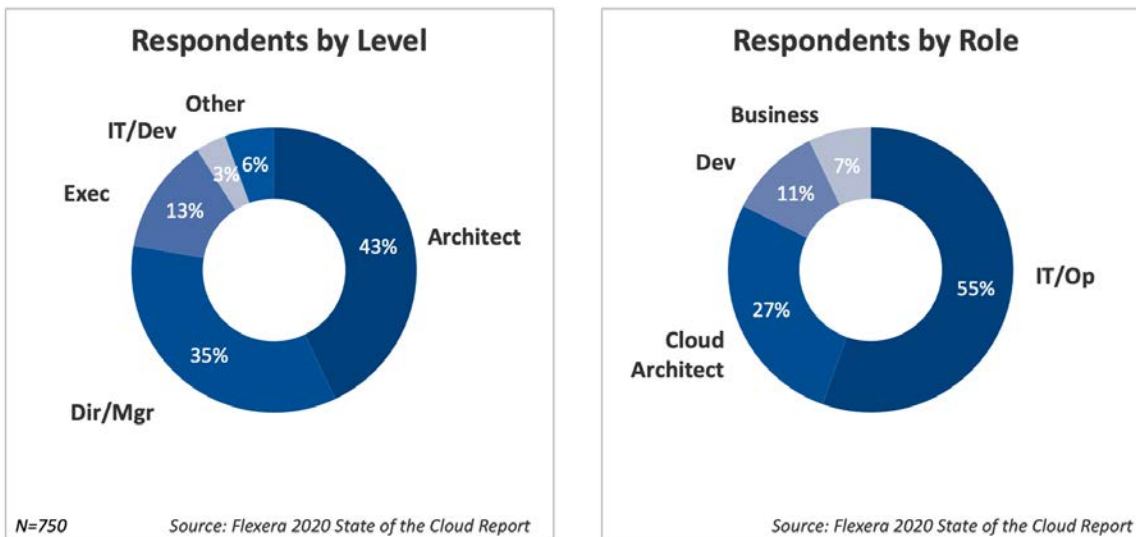 Respondents by Level
Other
IT/Dev
Exec
Dir/Mgr
Architect
6%
3%
13%
43%
35%
N=750
Source: Flexera 2020 State of the Cloud Report
Respondents by Role
Business
Dev
Cloud
Architect
IT/Op
7%
11%
55%
27%
Source: Flexera 2020 State of the Cloud Report